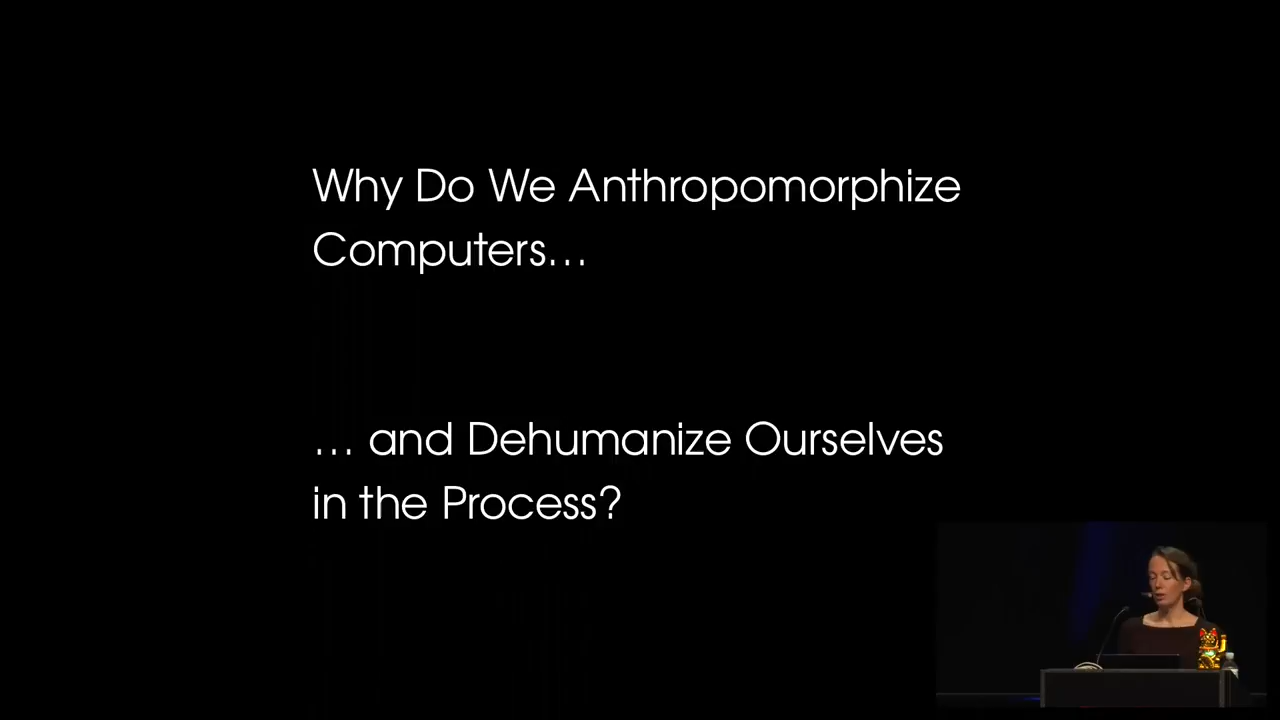 Why Do We Anthropomorphize
Computers…
… and Dehumanize Ourselves
in the Process?